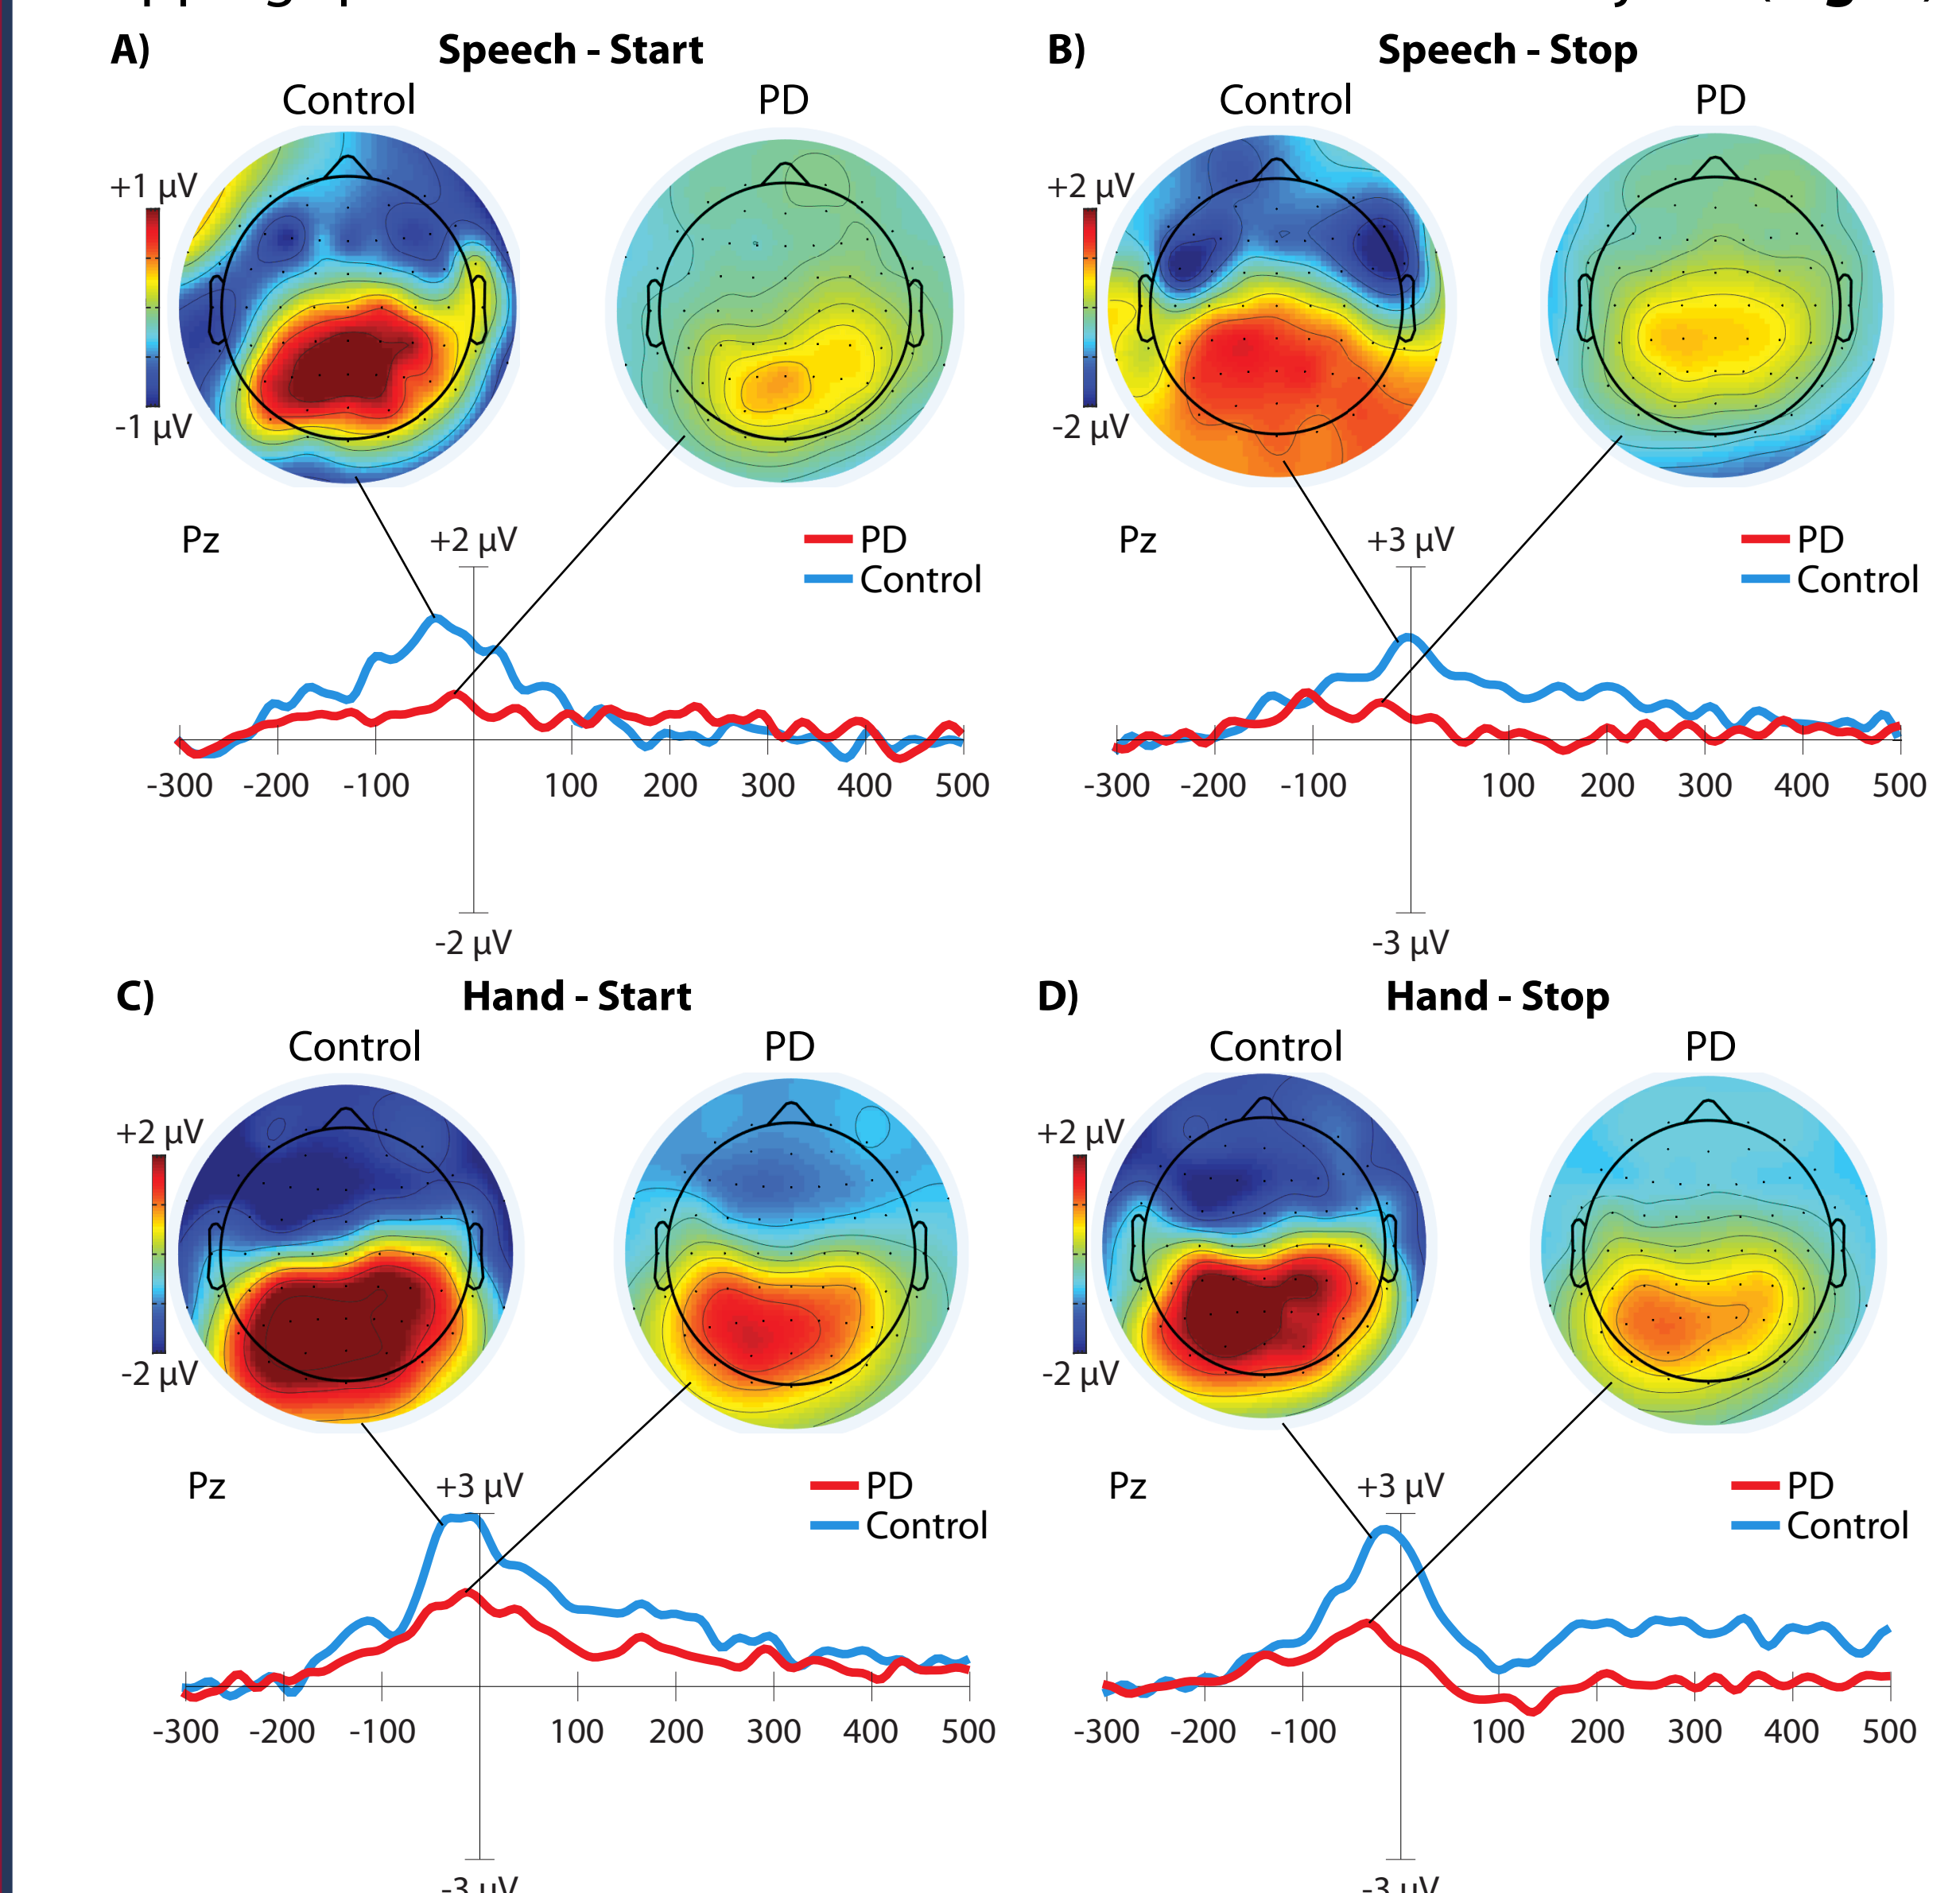 A) Speech - Start
Control PD
+1 µV
-1 µV
Pz
+2 µV
PD
Control
-300 -200 -100 100 200 300 400 500
-2 µV
B) Speech - Stop
Control PD
+2 µV
-2 µV
Pz
+3 µV
PD
Control
-300 -200 -100 100 200 300 400 500
-3 µV
C) Hand - Start
Control PD
+2 µV
-2 µV
Pz
+3 µV
PD
Control
-300 -200 -100 100 200 300 400 500
-3 µV
D) Hand - Stop
Control PD
+2 µV
-2 µV
Pz
+3 µV
PD
Control
-300 -200 -100 100 200 300 400 500
-3 µV